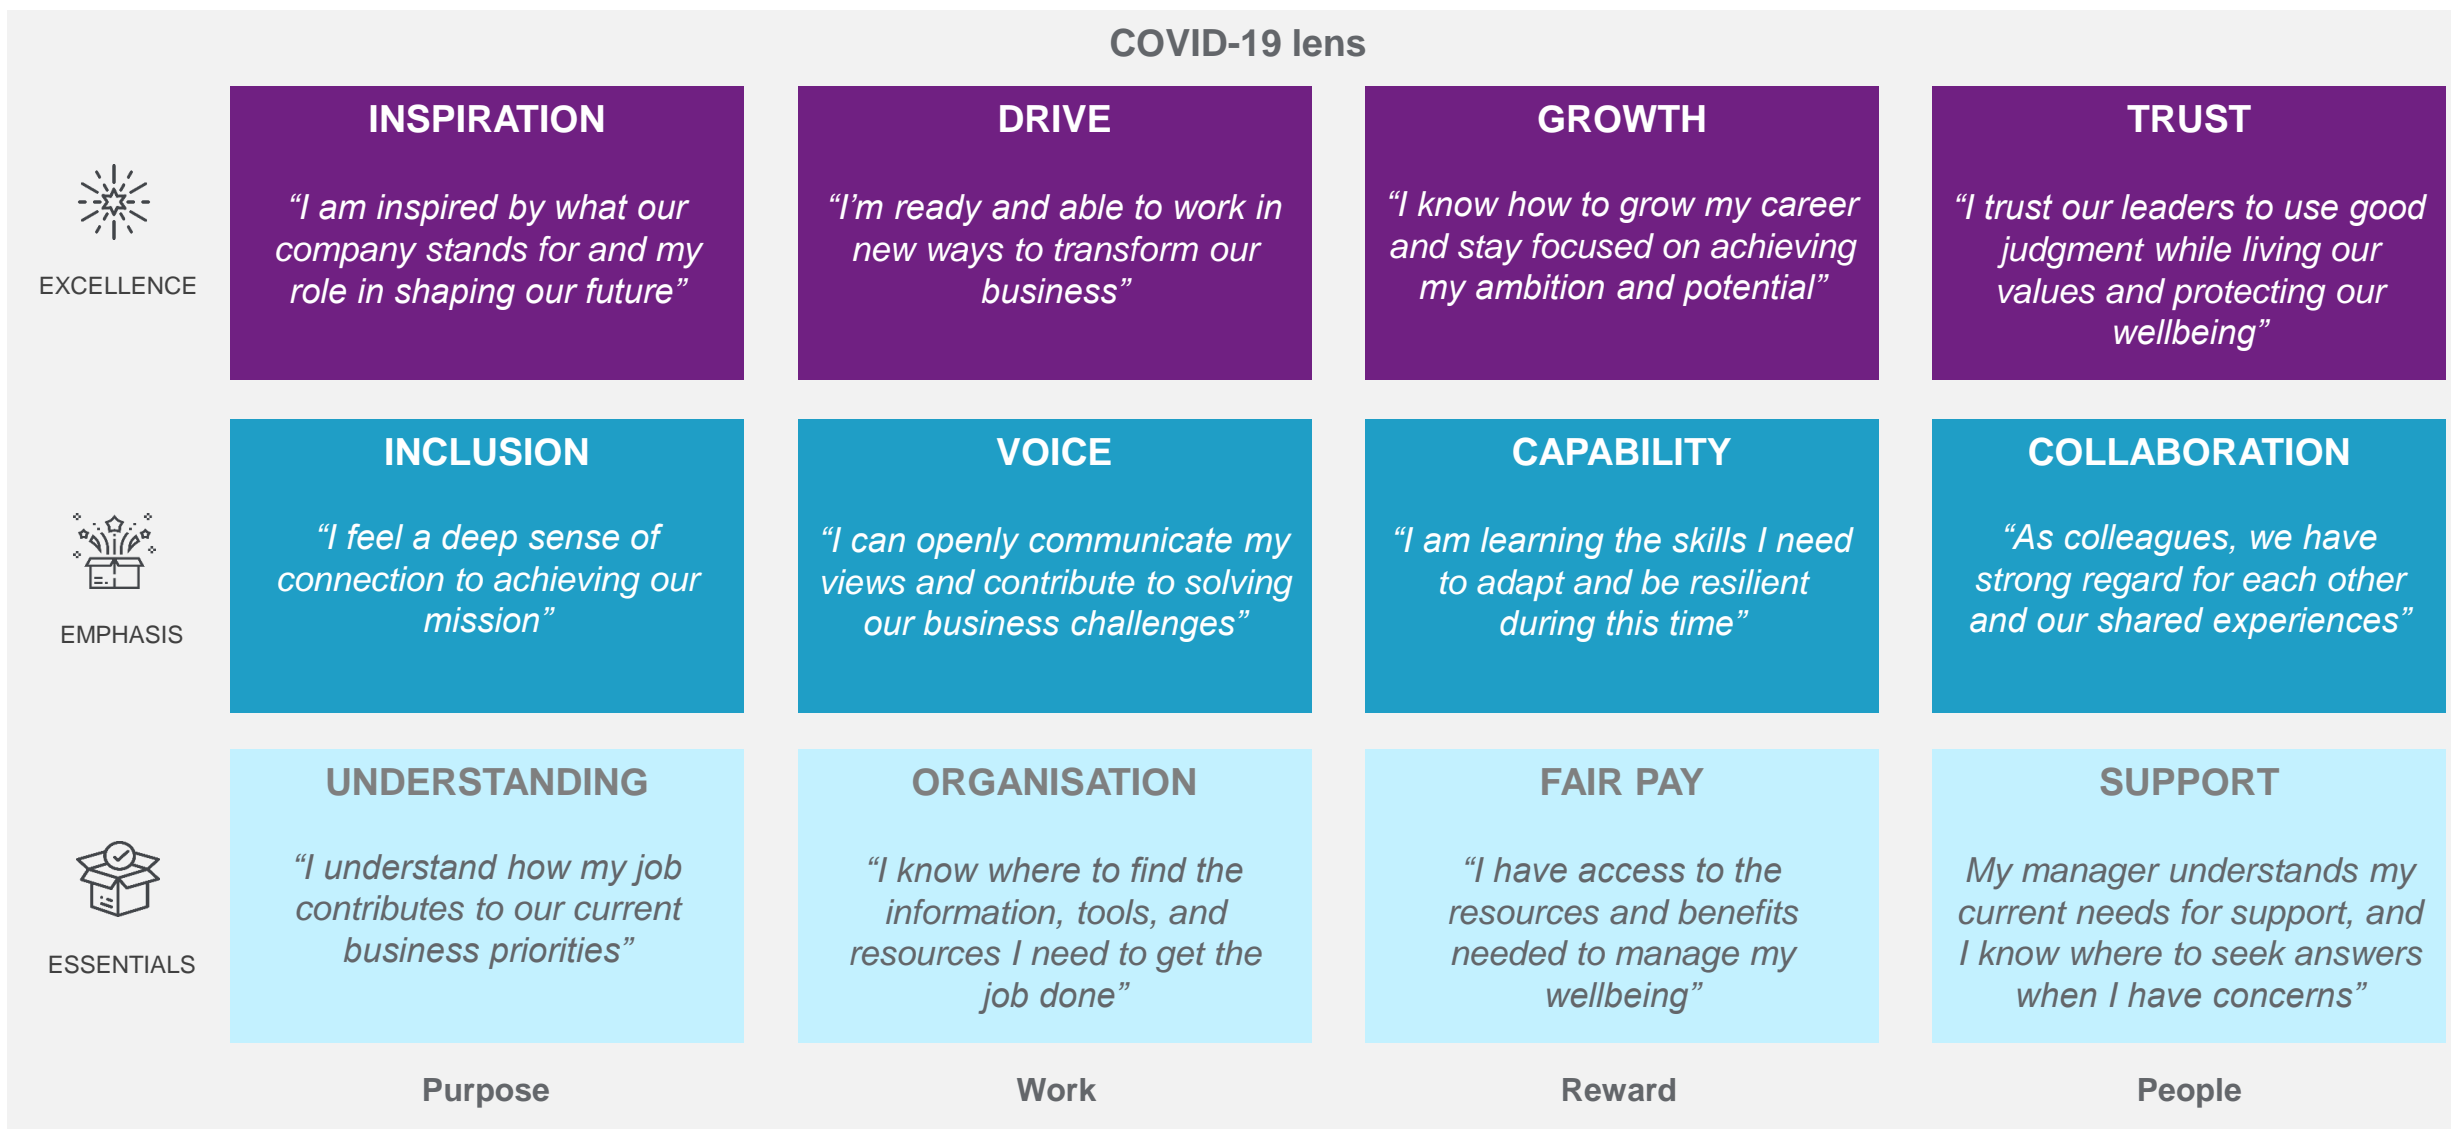 COVID-19 lens
INSPIRATION
“I am inspired by what our
company stands for and my
role in shaping our future”
DRIVE
“I’m ready and able to work in
new ways to transform our
business”
GROWTH
“I know how to grow my career
and stay focused on achieving
my ambition and potential”
TRUST
“I trust our leaders to use good
judgment while living our
values and protecting our
wellbeing”
EXCELLENCE
INCLUSION
“I feel a deep sense of
connection to achieving our
mission”
VOICE
“I can openly communicate my
views and contribute to solving
our business challenges”
CAPABILITY
“I am learning the skills I need
to adapt and be resilient
during this time”
COLLABORATION
“As colleagues, we have
strong regard for each other
and our shared experiences”
EMPHASIS
UNDERSTANDING
“I understand how my job
contributes to our current
business priorities”
ORGANISATION
“I know where to find the
information, tools, and
resources I need to get the
job done”
FAIR PAY
“I have access to the
resources and benefits
needed to manage my
wellbeing”
SUPPORT
My manager understands my
current needs for support, and
I know where to seek answers
when I have concerns”
ESSENTIALS
Purpose
Work
Reward
People